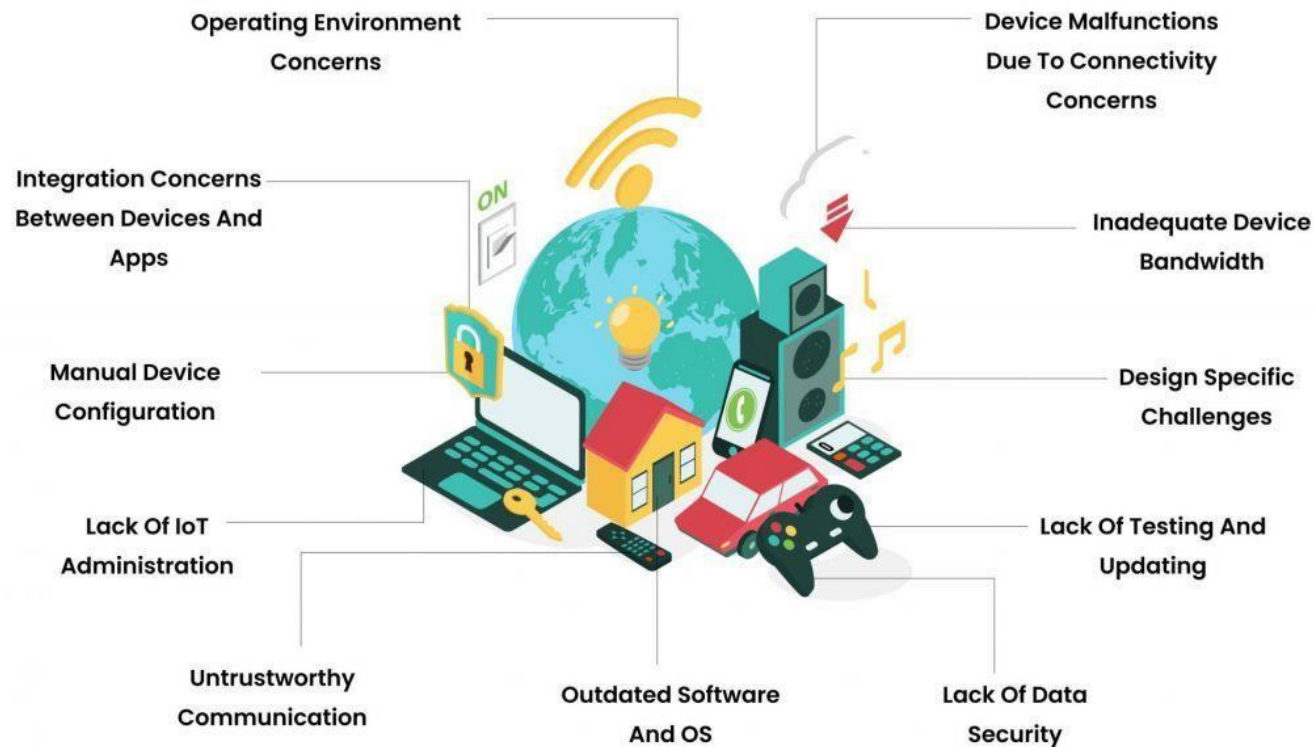 Operating Environment
Concerns
Device Malfunctions
Due To Connectivity
Concerns
Integration Concerns
Between Devices And
Apps
ON
Inadequate Device
Bandwidth
Manual Device
Configuration
Design Specific
Challenges
Lack Of IoT
Administration
Lack Of Testing And
Updating
Untrustworthy
Communication
Outdated Software
And OS
Lack Of Data
Security